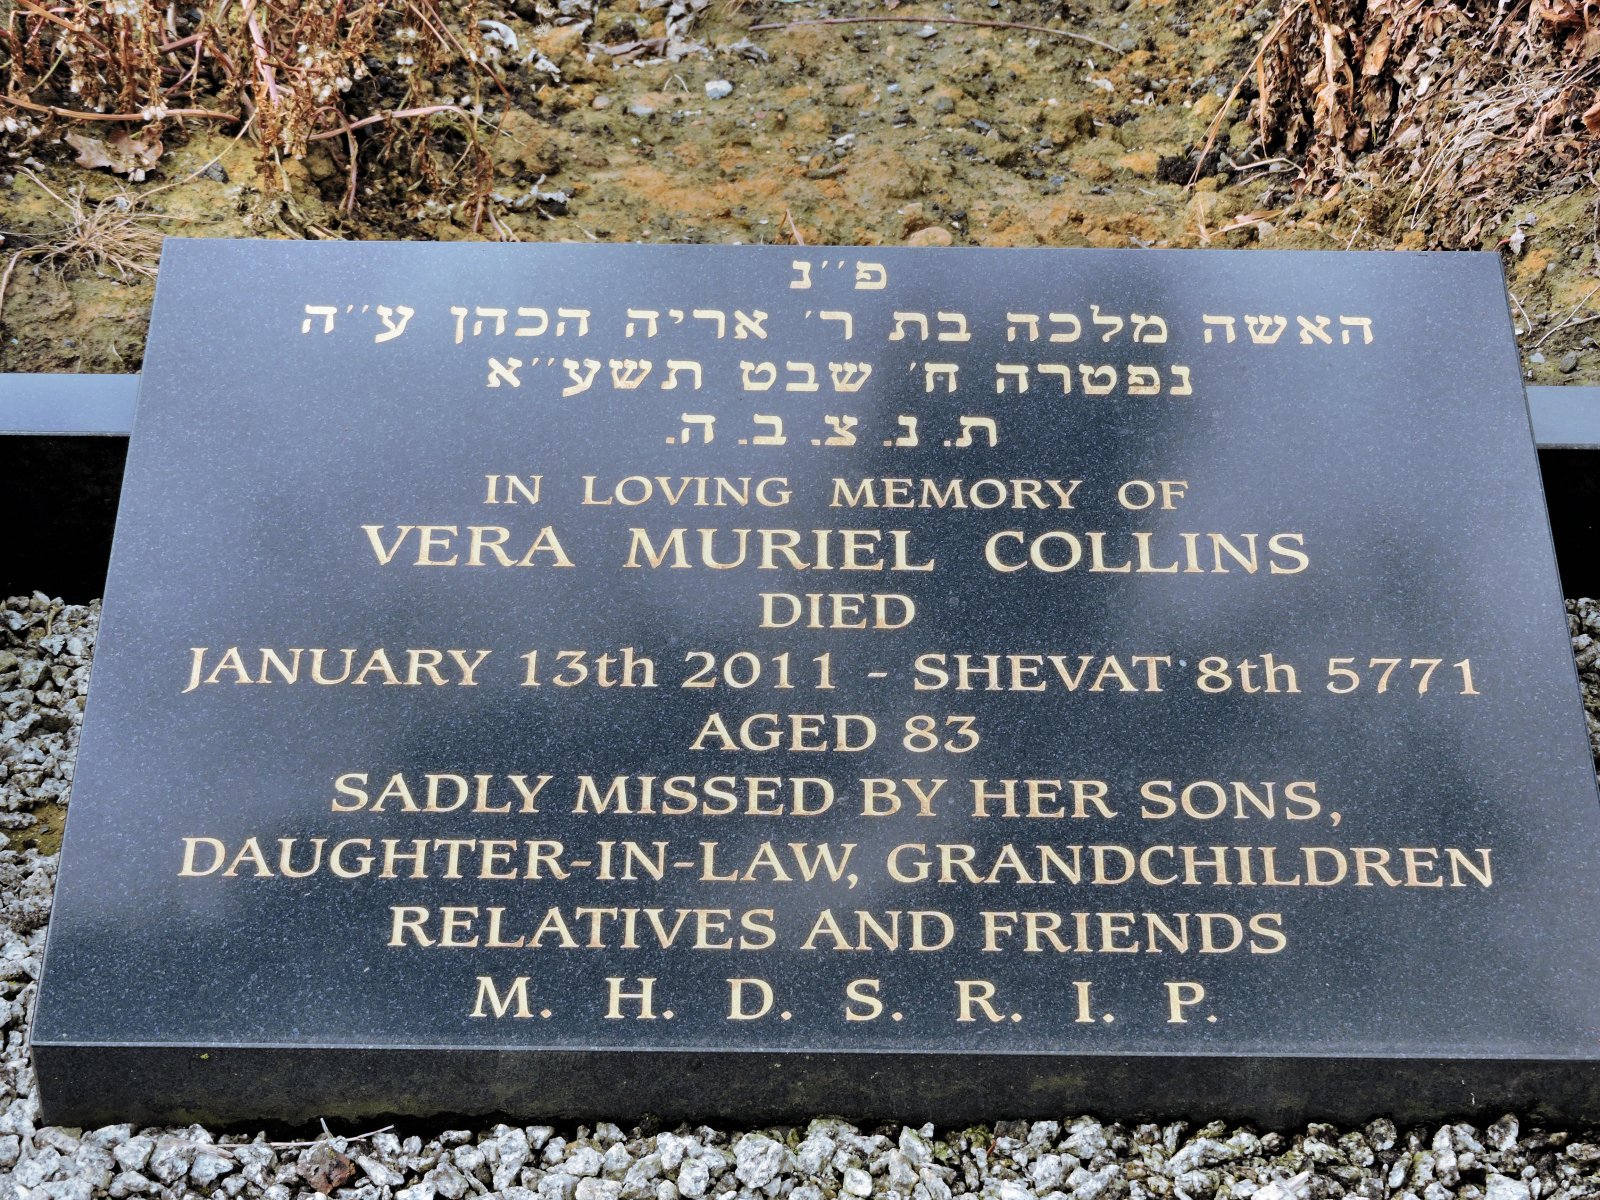 פ״נ
האשה מלכה בת ר׳ אריה הכהן ע״ה
נפטרה ח׳ שבט תשע״א
ת. נ. צ. ב. ה.
IN LOVING MEMORY OF
VERA MURIEL COLLINS
DIED
JANUARY 13th 2011 - SHEVAT 8th 5771
AGED 83
SADLY MISSED BY HER SONS,
DAUGHTER-IN-LAW, GRANDCHILDREN
RELATIVES AND FRIENDS
M. H. D. S. R. I. P.